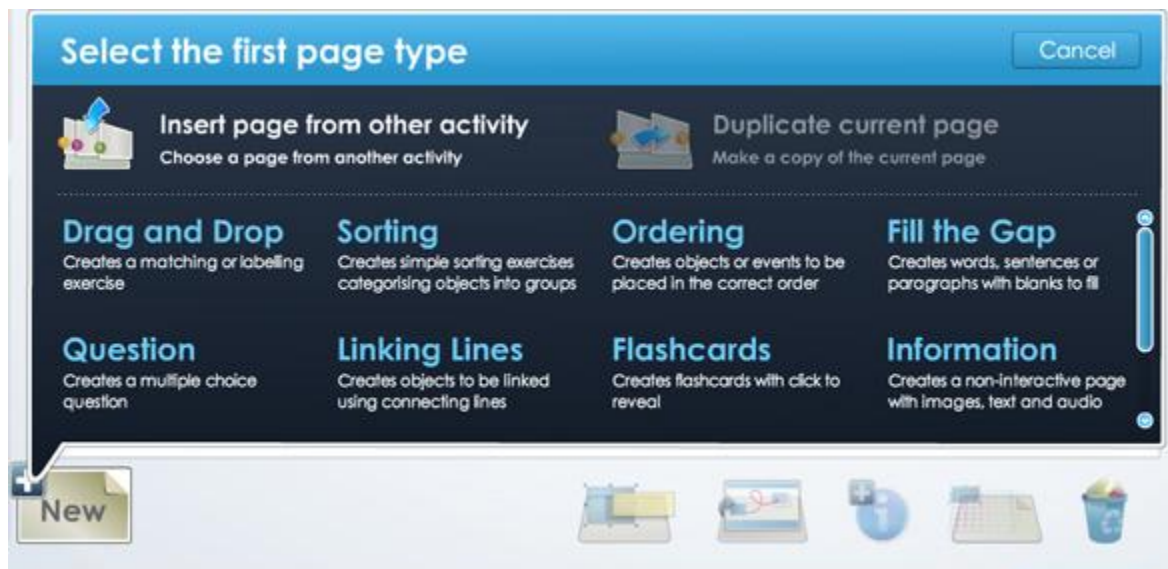 Select the first page type
Cancel
Insert page from other activity
Choose a page from another activity
Duplicate current page
Make a copy of the current page
Drag and Drop
Creates a matching or labelling
exercise
Sorting
Creates simple sorting exercises
categorising objects into groups
Ordering
Creates objects or events to be
placed in the correct order
Fill the Gap
Creates words, sentences or
paragraphs with blanks to fill
Question
Creates a multiple choice
question
Linking Lines
Creates objects to be linked
using connecting lines
Flashcards
Creates flashcards with click to
reveal
Information
Creates a non-interactive page
with images, text and audio
New